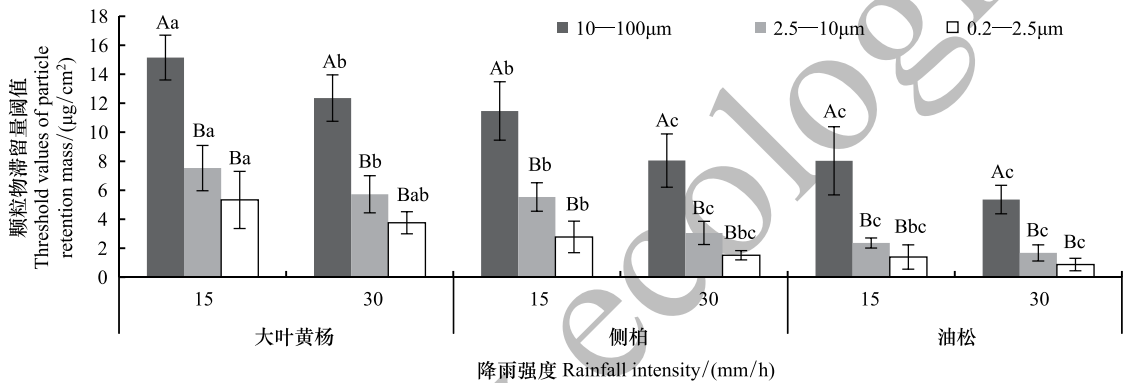 颗粒物滞留量阈值
Threshold values of particle
retention mass/(μg/cm²)
18
16
14
12
10
8
6
4
2
0
10—100μm
2.5—10μm
0.2—2.5μm
Aa
Ba
Ba
Ab
Bb
Bab
Ab
Bb
Bb
Ac
Bc
Bbc
Ac
Bc
Bbc
Ac
Bc
Bc
15
30
15
30
15
30
大叶黄杨
侧柏
油松
降雨强度 Rainfall intensity/(mm/h)
ecologi